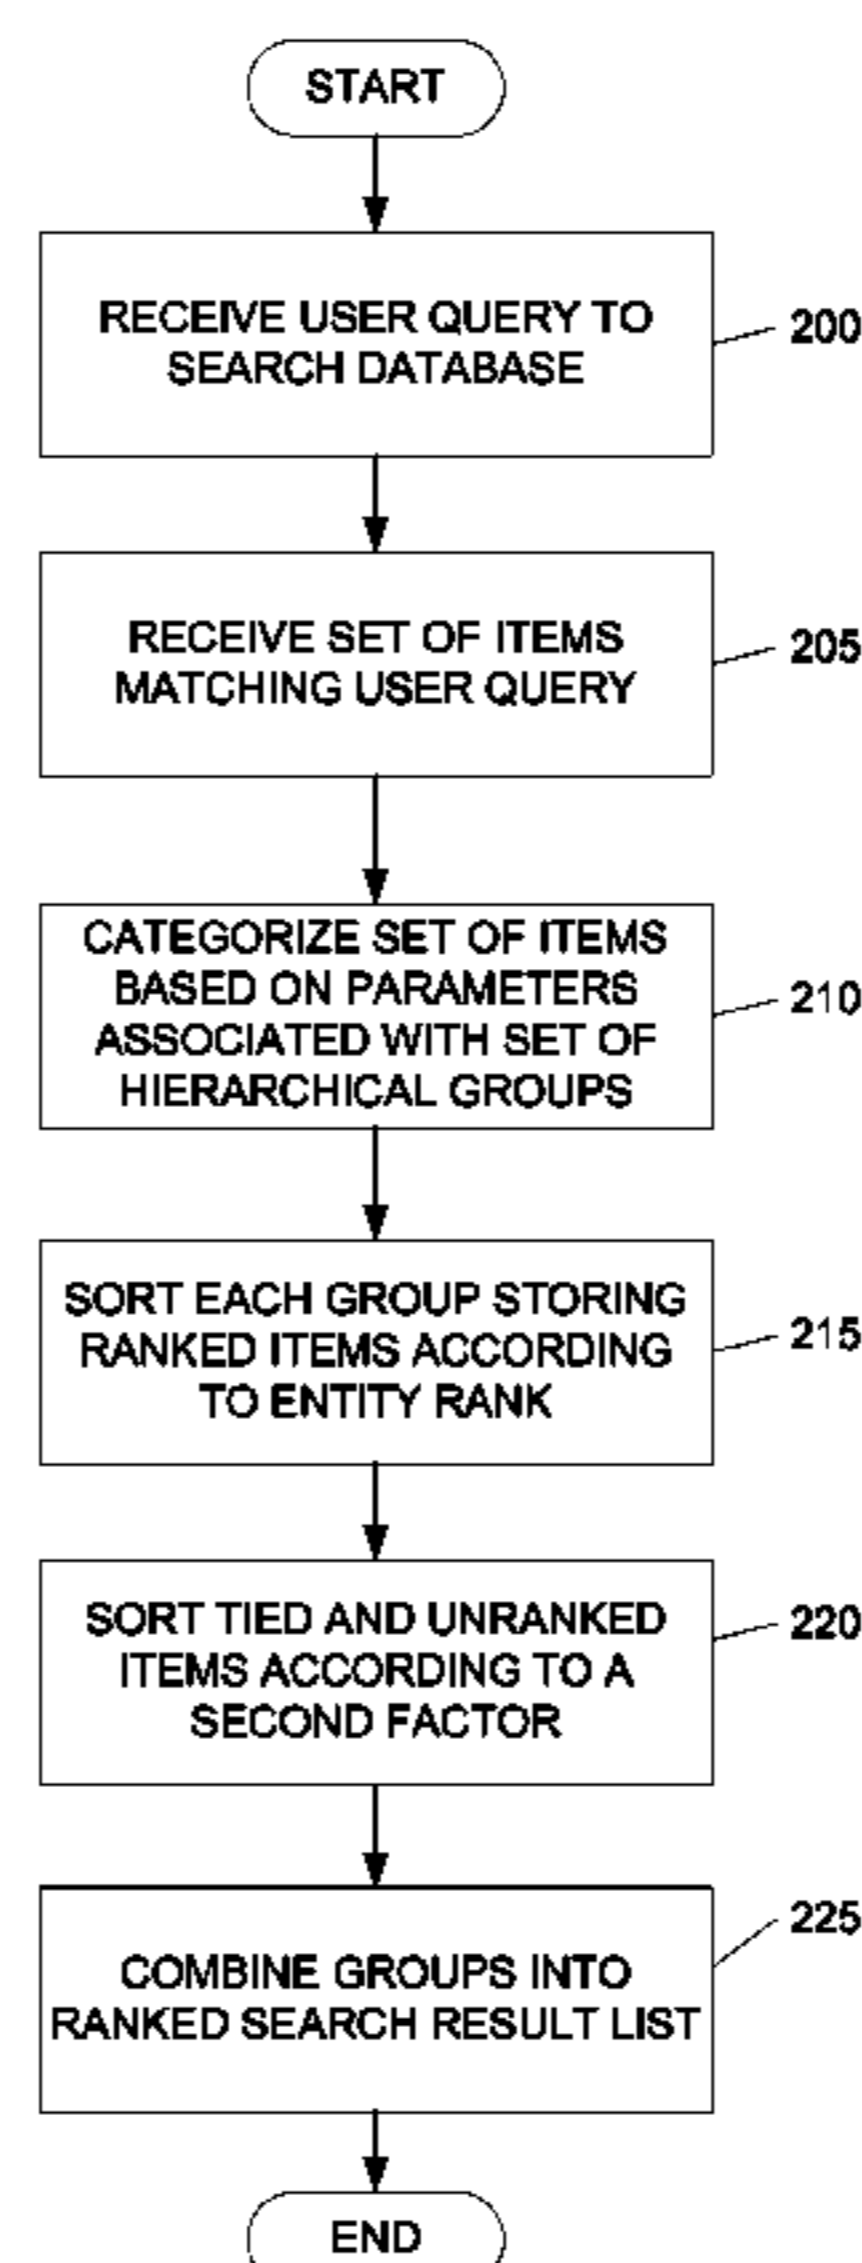 START
RECEIVE USER QUERY TO
SEARCH DATABASE
200
RECEIVE SET OF ITEMS
MATCHING USER QUERY
205
CATEGORIZE SET OF ITEMS
BASED ON PARAMETERS
ASSOCIATED WITH SET OF
HIERARCHICAL GROUPS
210
SORT EACH GROUP STORING
RANKED ITEMS ACCORDING
TO ENTITY RANK
215
SORT TIED AND UNRANKED
ITEMS ACCORDING TO A
SECOND FACTOR
220
COMBINE GROUPS INTO
RANKED SEARCH RESULT LIST
225
END